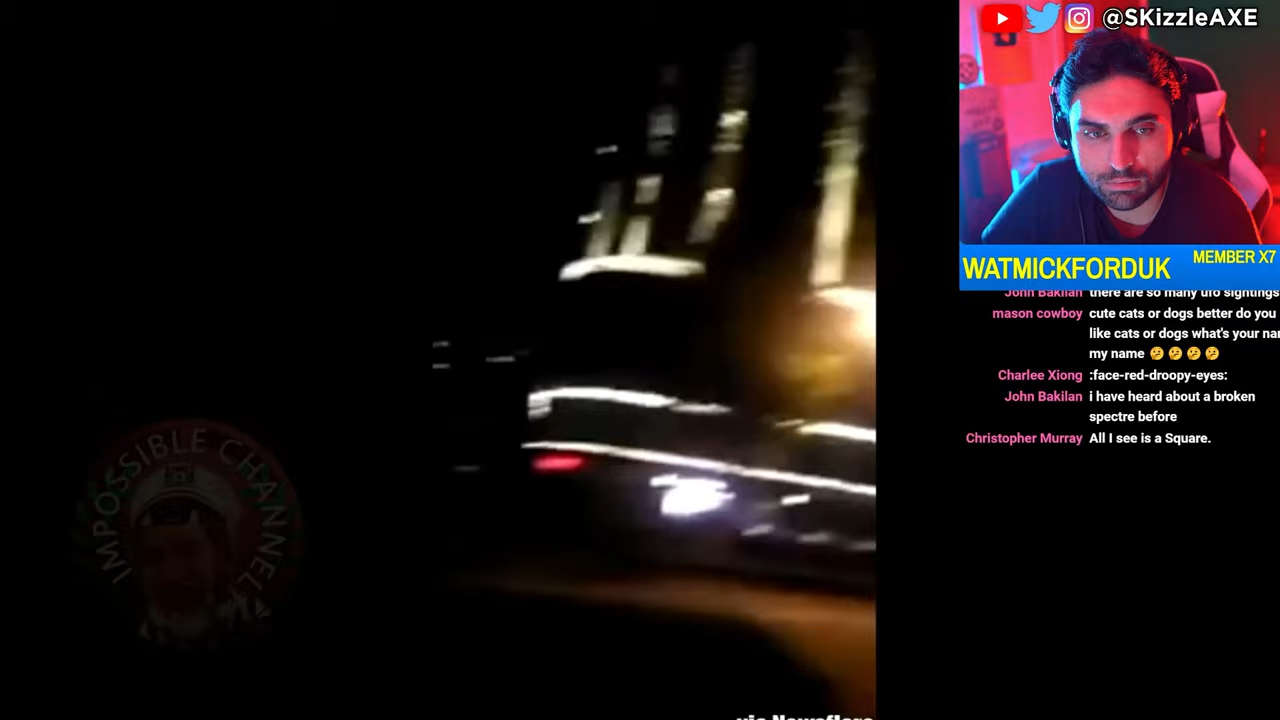 @SKizzleAXE
WATMICKFORDUK
MEMBER X7
John Bakilan there are so many ufo sightings
mason cowboy cute cats or dogs better do you
like cats or dogs what's your
my name 🤔🤔🤔🤔
Charlee Xiong :face-red-droopy-eyes:
John Bakilan i have heard about a broken
spectre before
Christopher Murray All I see is a Square.
IMPOSSIBLE CHANNEL
via Newsflare